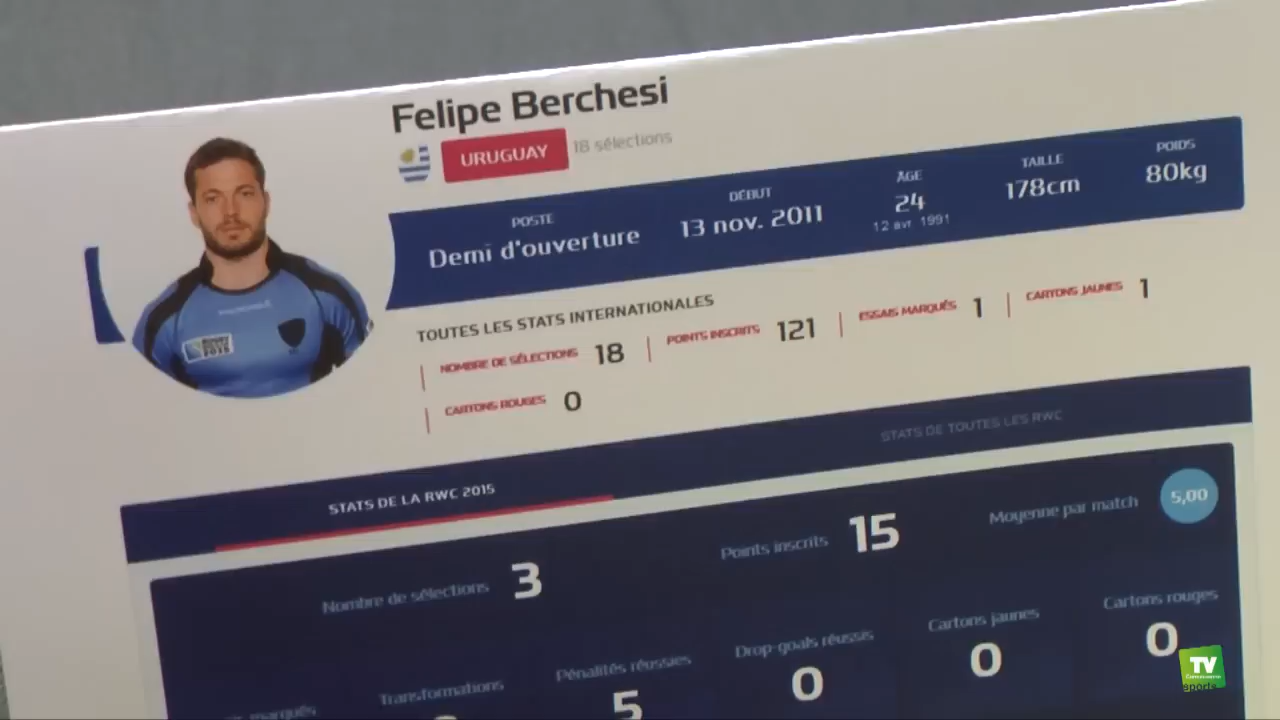 Felipe Berchesi
URUGUAY 18 sélections
POSTE DÉBUT ÂGE TAILLE POIDS
Demi d'ouverture 13 nov. 2011 24 178cm 80kg
12 avr 1991
TOUTES LES STATS INTERNATIONALES
NOMBRE DE SÉLECTIONS 18 POINTS INSCRITS 121 ESSAIS MARQUÉS 1 CARTONS JAUNES 1
CARTONS ROUGES 0
STATS DE LA RWC 2015 STATS DE TOUTES LES RWC
Nombre de sélections 3 Points inscrits 15 Moyenne par match 5,00
marqués Transformations Pénalités réussies 5 Drop-goals réussis 0 Cartons jaunes 0 Cartons rouges 0
TV
sports